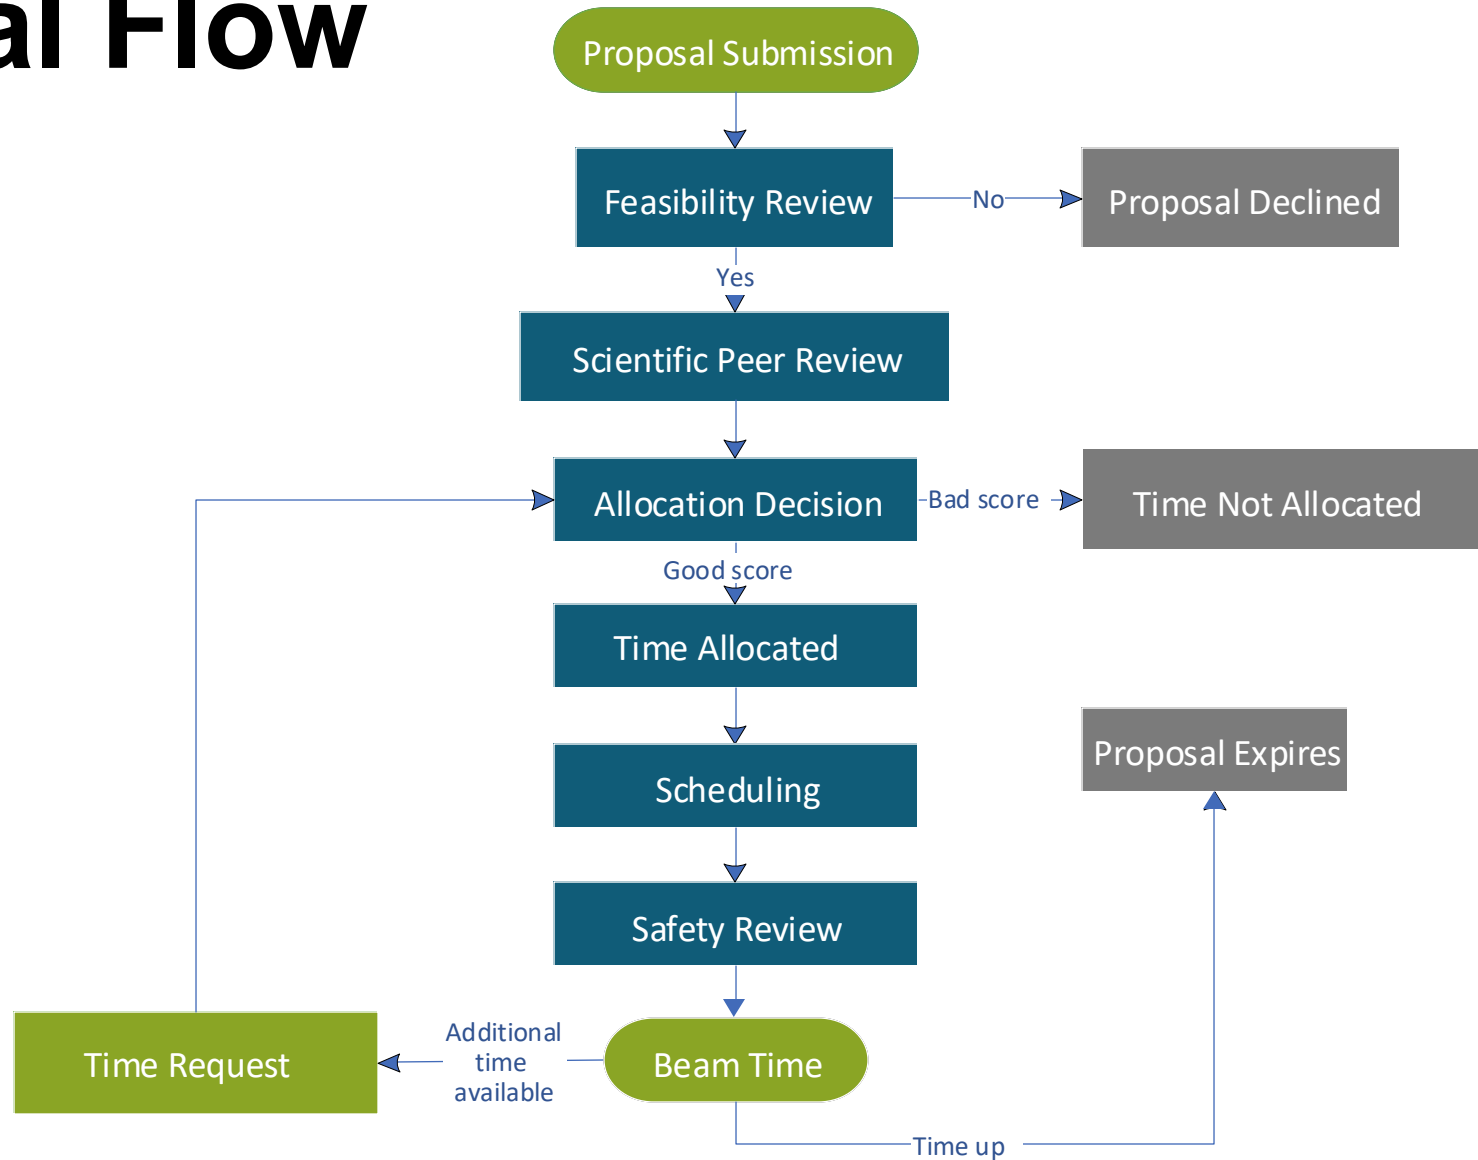 al Flow
Proposal Submission
Feasibility Review
No
Proposal Declined
Yes
Scientific Peer Review
Allocation Decision
Bad score
Time Not Allocated
Good score
Time Allocated
Proposal Expires
Scheduling
Safety Review
Additional
time
available
Time Request
Beam Time
Time up